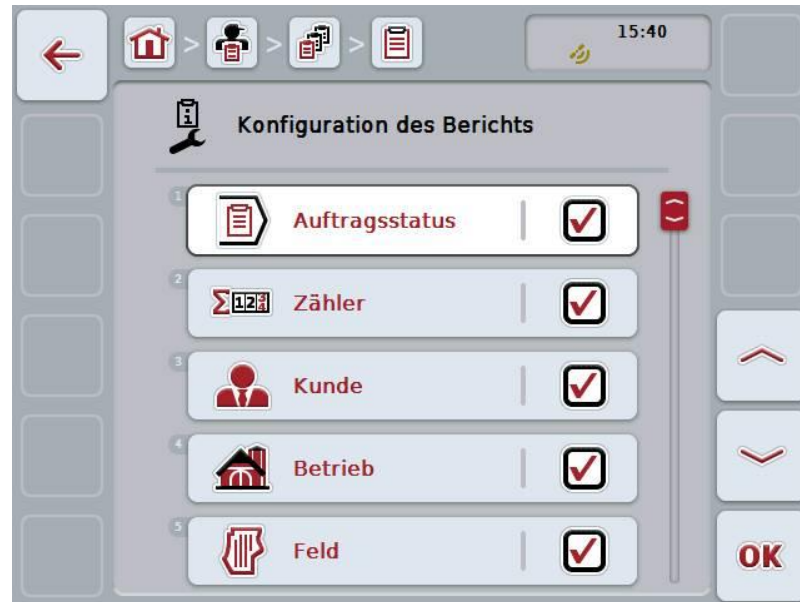 15:40
Konfiguration des Berichts
1
Auftragsstatus
2
Zähler
3
Kunde
4
Betrieb
5
Feld
OK